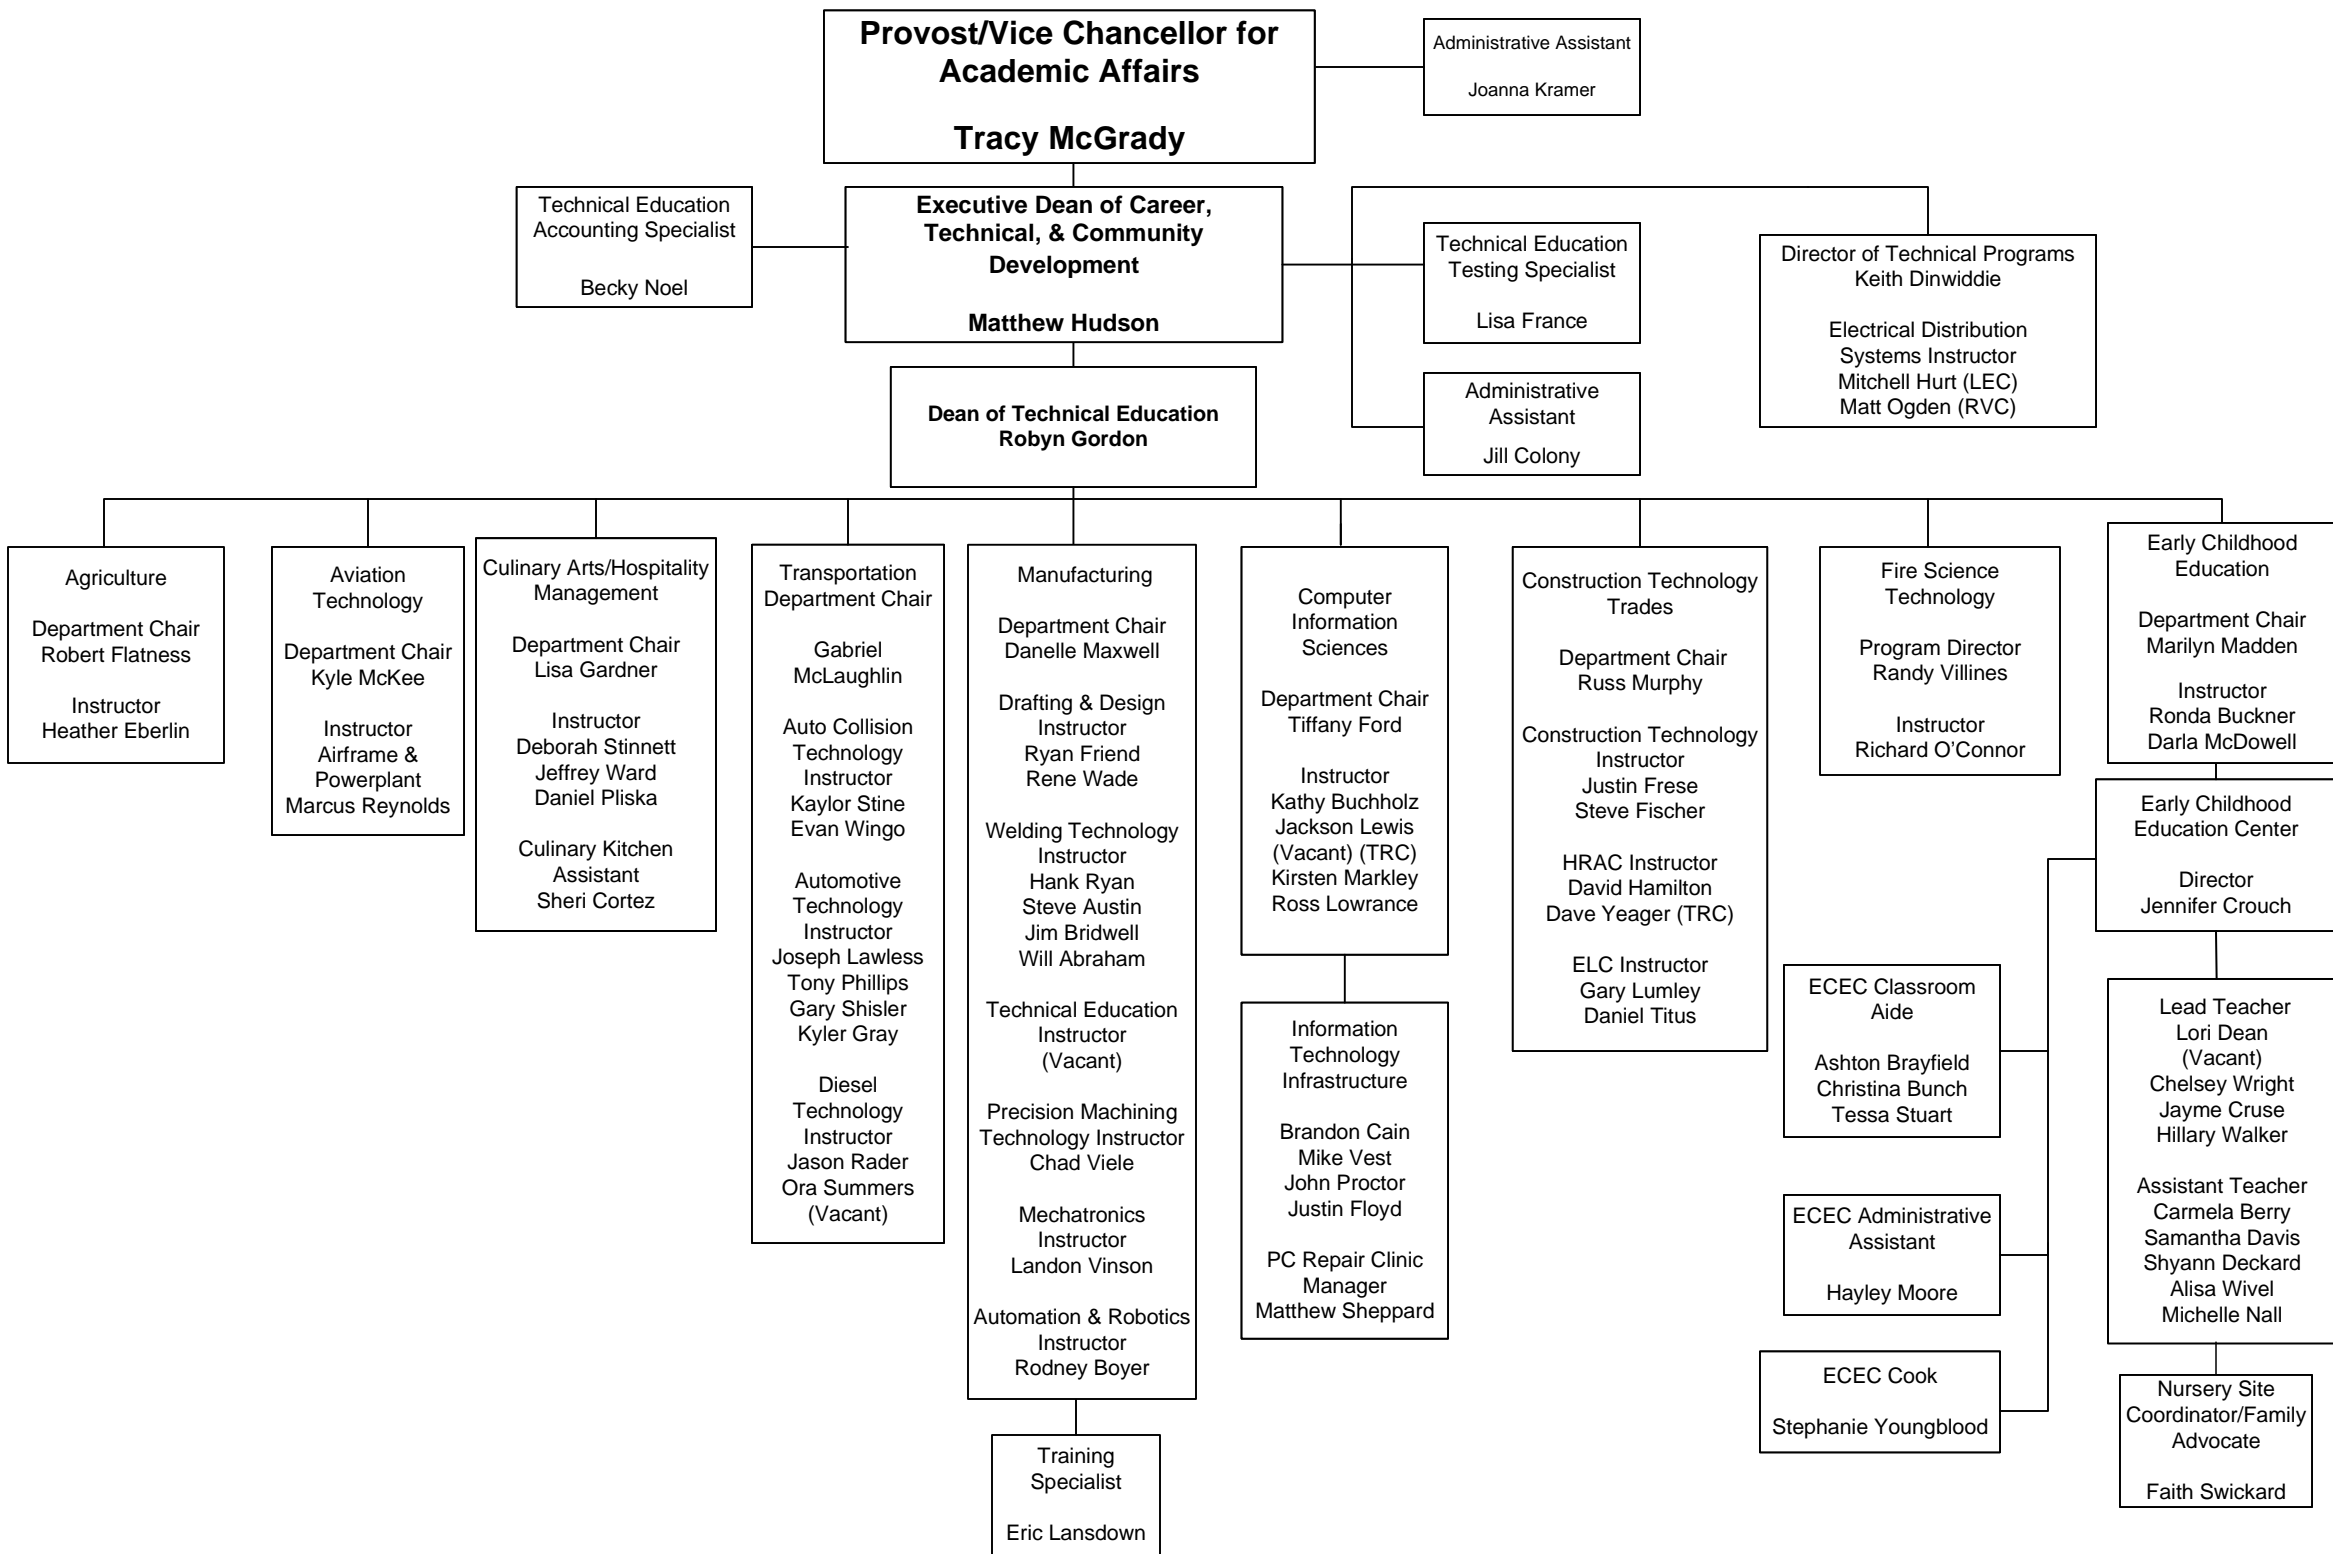 Provost/Vice Chancellor for
Academic Affairs
Tracy McGrady
Administrative Assistant
Joanna Kramer
Technical Education
Accounting Specialist
Becky Noel
Executive Dean of Career,
Technical, & Community
Development
Matthew Hudson
Technical Education
Testing Specialist
Lisa France
Director of Technical Programs
Keith Dinwiddie
Electrical Distribution
Systems Instructor
Mitchell Hurt (LEC)
Matt Ogden (RVC)
Dean of Technical Education
Robyn Gordon
Administrative
Assistant
Jill Colony
Agriculture
Department Chair
Robert Flatness
Instructor
Heather Eberlin
Aviation
Technology
Department Chair
Kyle McKee
Instructor
Airframe &
Powerplant
Marcus Reynolds
Culinary Arts/Hospitality
Management
Department Chair
Lisa Gardner
Instructor
Deborah Stinnett
Jeffrey Ward
Daniel Pliska
Culinary Kitchen
Assistant
Sheri Cortez
Transportation
Department Chair
Gabriel
McLaughlin
Auto Collision
Technology
Instructor
Kaylor Stine
Evan Wingo
Automotive
Technology
Instructor
Joseph Lawless
Tony Phillips
Gary Shisler
Kyler Gray
Diesel
Technology
Instructor
Jason Rader
Ora Summers
(Vacant)
Manufacturing
Department Chair
Danelle Maxwell
Drafting & Design
Instructor
Ryan Friend
Rene Wade
Welding Technology
Instructor
Hank Ryan
Steve Austin
Jim Bridwell
Will Abraham
Technical Education
Instructor
(Vacant)
Precision Machining
Technology Instructor
Chad Viele
Mechatronics
Instructor
Landon Vinson
Automation & Robotics
Instructor
Rodney Boyer
Training
Specialist
Eric Lansdown
Computer
Information
Sciences
Department Chair
Tiffany Ford
Instructor
Kathy Buchholz
Jackson Lewis
(Vacant) (TRC)
Kirsten Markley
Ross Lowrance
Information
Technology
Infrastructure
Brandon Cain
Mike Vest
John Proctor
Justin Floyd
PC Repair Clinic
Manager
Matthew Sheppard
Construction Technology
Trades
Department Chair
Russ Murphy
Construction Technology
Instructor
Justin Frese
Steve Fischer
HRAC Instructor
David Hamilton
Dave Yeager (TRC)
ELC Instructor
Gary Lumley
Daniel Titus
Fire Science
Technology
Program Director
Randy Villines
Instructor
Richard O’Connor
Early Childhood
Education
Department Chair
Marilyn Madden
Instructor
Ronda Buckner
Darla McDowell
Early Childhood
Education Center
Director
Jennifer Crouch
ECEC Classroom
Aide
Ashton Brayfield
Christina Bunch
Tessa Stuart
ECEC Administrative
Assistant
Hayley Moore
ECEC Cook
Stephanie Youngblood
Lead Teacher
Lori Dean
(Vacant)
Chelsey Wright
Jayme Cruse
Hillary Walker
Assistant Teacher
Carmela Berry
Samantha Davis
Shyann Deckard
Alisa Wivel
Michelle Nall
Nursery Site
Coordinator/Family
Advocate
Faith Swickard